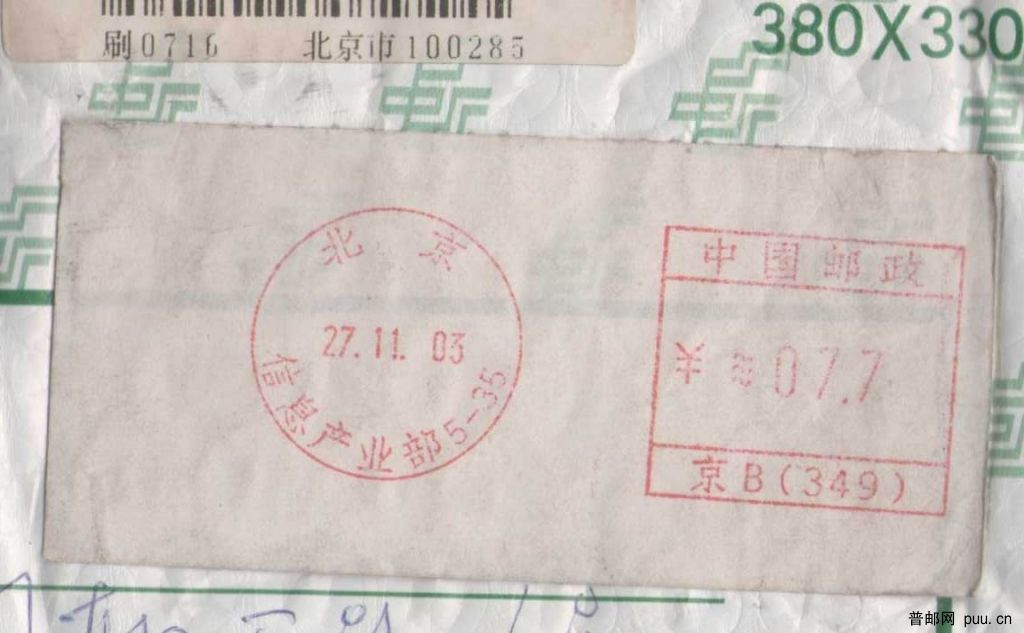 刷0716 北京市100285
380X330
北京
27.11.03
信息产业部5-35
中国邮政
¥≈07.7
京B(349)
普邮网 puu.cn